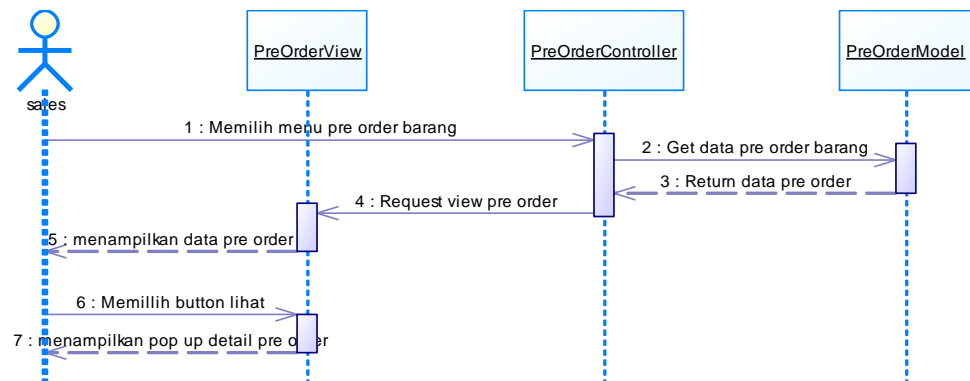 PreOrderView
PreOrderController
PreOrderModel
sales
1 : Memilih menu pre order barang
2 : Get data pre order barang
3 : Return data pre order
4 : Request view pre order
5 : menampilkan data pre order
6 : Memillih button lihat
7 : menampilkan pop up detail pre order